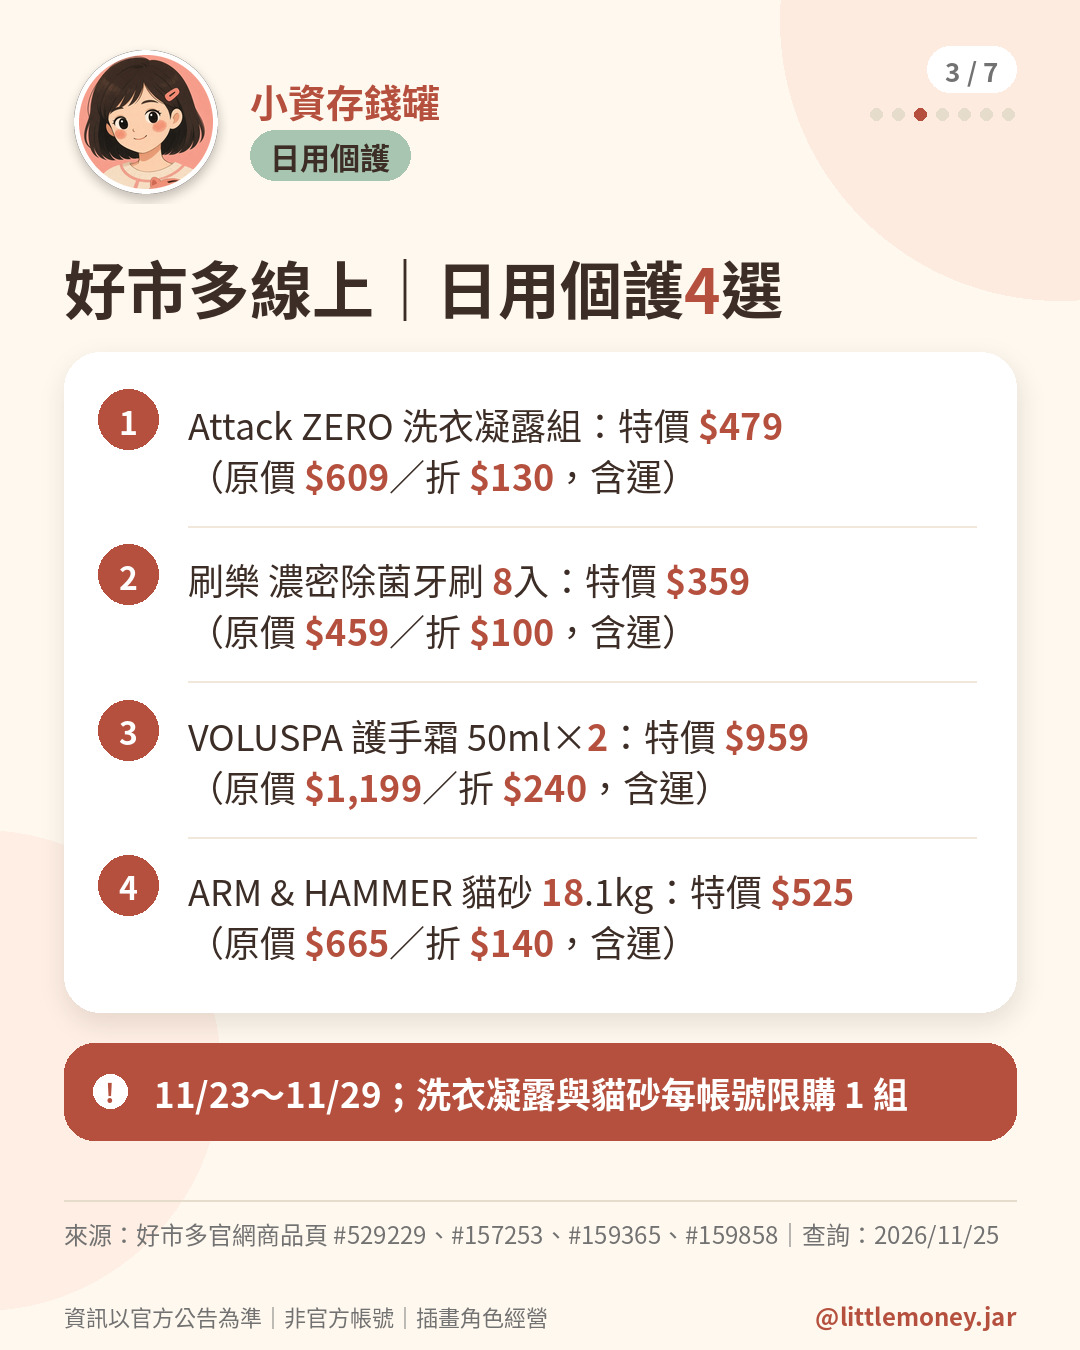 小資存錢罐
日用個護
3 / 7
好市多線上｜日用個護4選
1
Attack ZERO 洗衣凝露組：特價 $479
（原價 $609／折 $130，含運）
2
刷樂 濃密除菌牙刷 8入：特價 $359
（原價 $459／折 $100，含運）
3
VOLUSPA 護手霜 50ml×2：特價 $959
（原價 $1,199／折 $240，含運）
4
ARM & HAMMER 貓砂 18.1kg：特價 $525
（原價 $665／折 $140，含運）
! 11/23～11/29；洗衣凝露與貓砂每帳號限購 1 組
來源：好市多官網商品頁 #529229、#157253、#159365、#159858｜查詢：2026/11/25
資訊以官方公告為準｜非官方帳號｜插畫角色經營
@littlemoney.jar